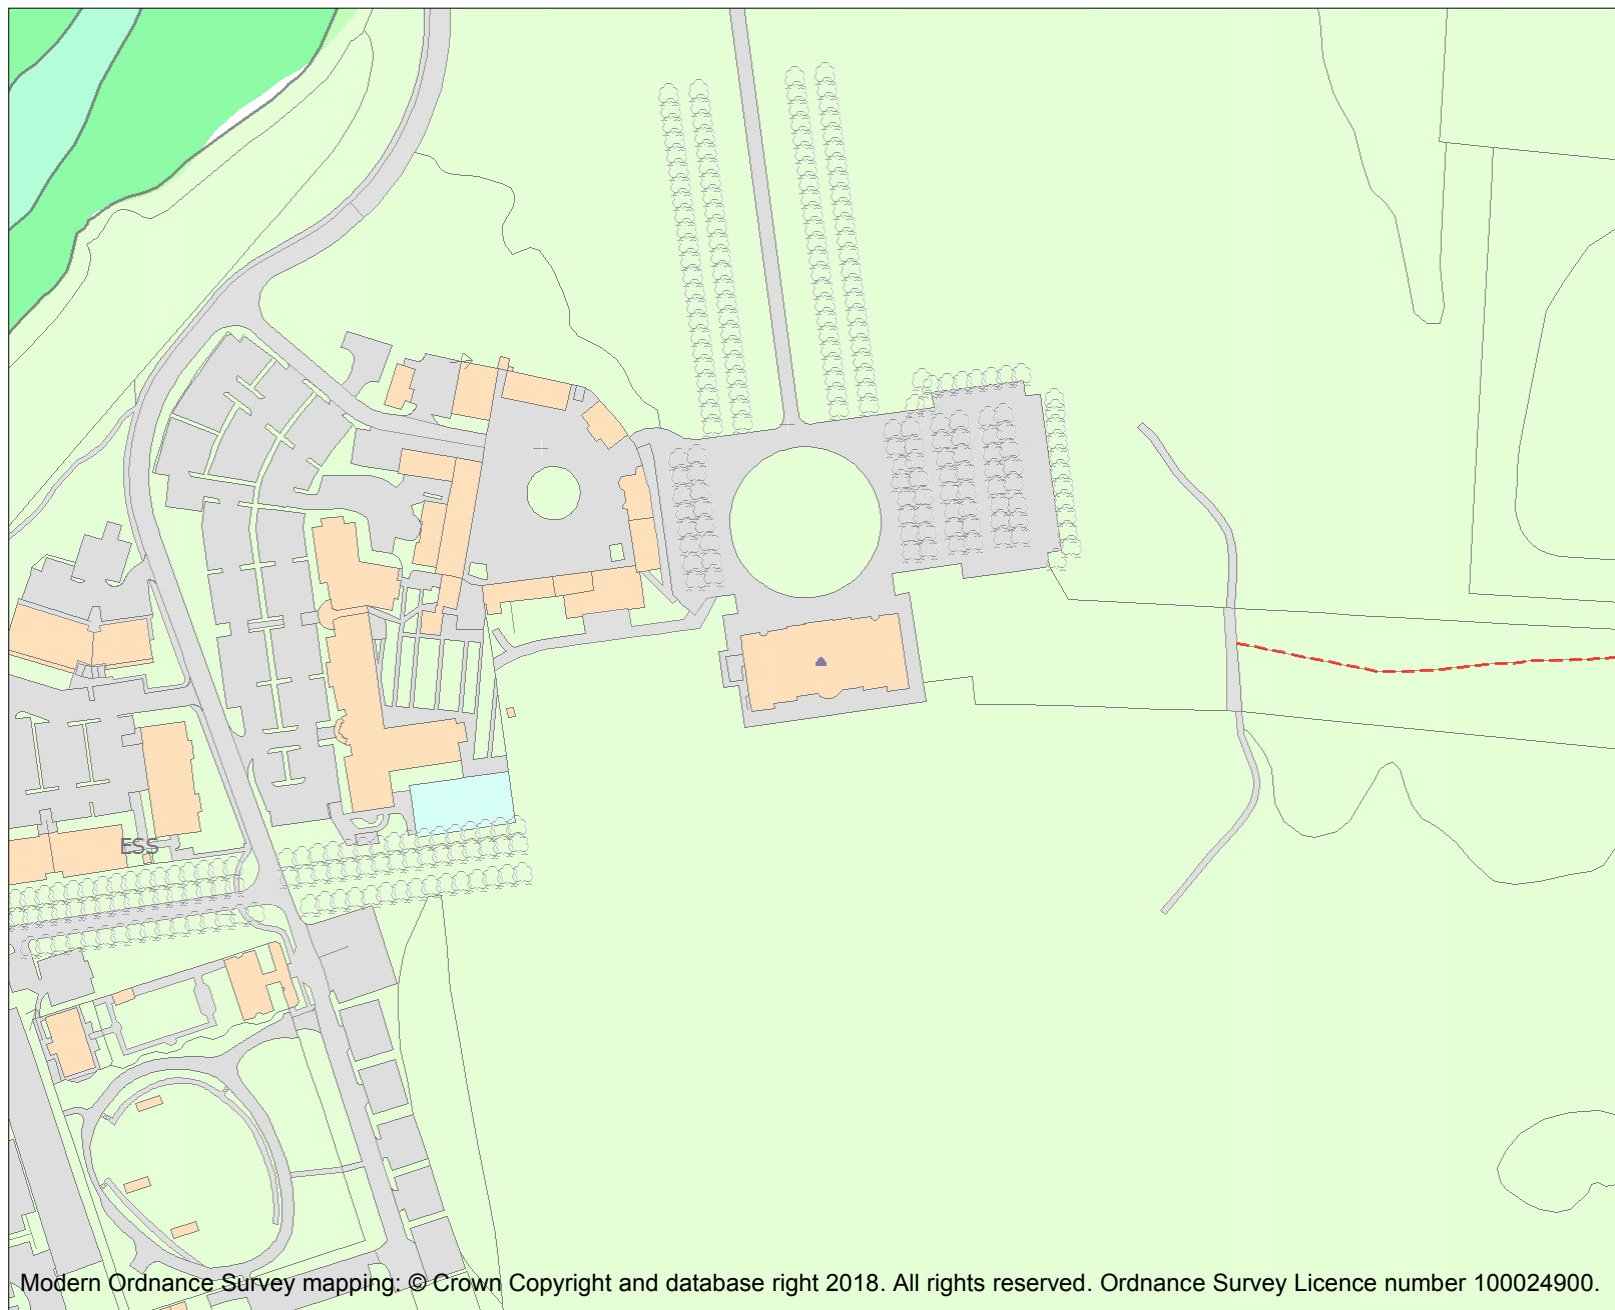 ESS
Modern Ordnance Survey mapping: © Crown Copyright and database right 2018. All rights reserved. Ordnance Survey Licence number 100024900.